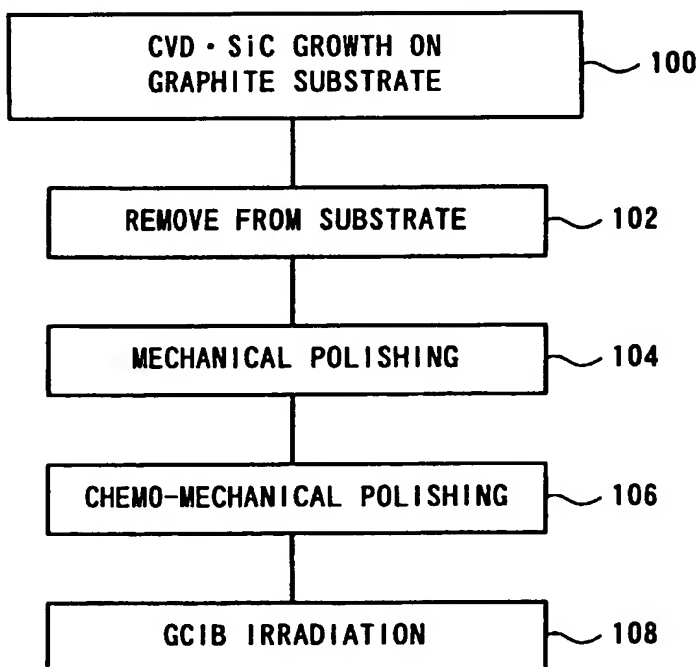 CVD・SiC GROWTH ON
GRAPHITE SUBSTRATE
100
REMOVE FROM SUBSTRATE
102
MECHANICAL POLISHING
104
CHEMO-MECHANICAL POLISHING
106
GCIB IRRADIATION
108